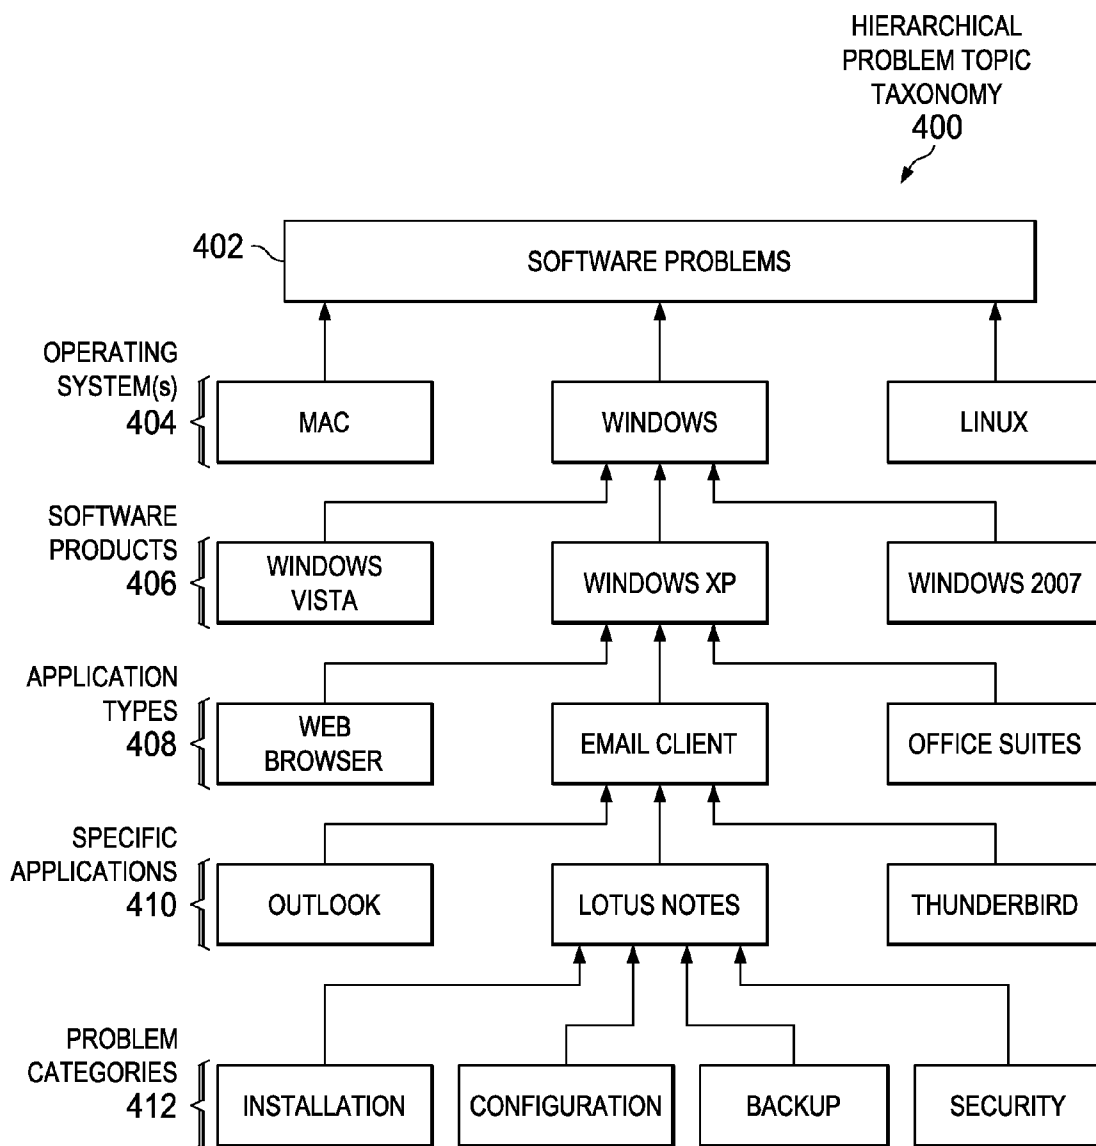 HIERARCHICAL
PROBLEM TOPIC
TAXONOMY
400
402
SOFTWARE PROBLEMS
OPERATING
SYSTEM(s)
404
MAC
WINDOWS
LINUX
SOFTWARE
PRODUCTS
406
WINDOWS
VISTA
WINDOWS XP
WINDOWS 2007
APPLICATION
TYPES
408
WEB
BROWSER
EMAIL CLIENT
OFFICE SUITES
SPECIFIC
APPLICATIONS
410
OUTLOOK
LOTUS NOTES
THUNDERBIRD
PROBLEM
CATEGORIES
412
INSTALLATION
CONFIGURATION
BACKUP
SECURITY